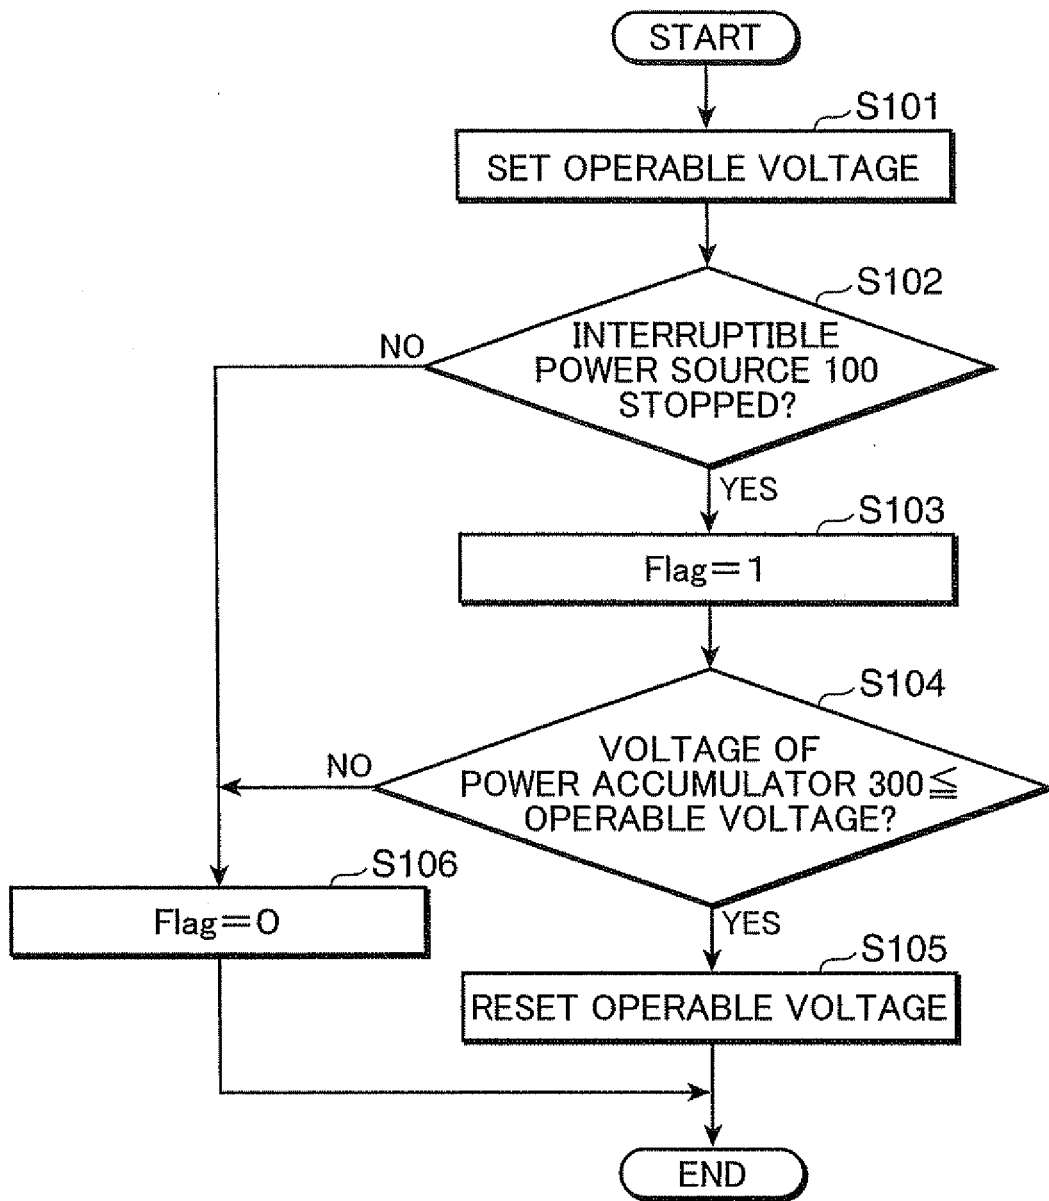 START
S101
SET OPERABLE VOLTAGE
S102
INTERRUPTIBLE
POWER SOURCE 100
STOPPED?
NO
YES
S103
Flag=1
S104
VOLTAGE OF
POWER ACCUMULATOR 300≦
OPERABLE VOLTAGE?
NO
YES
S106
Flag=0
S105
RESET OPERABLE VOLTAGE
END